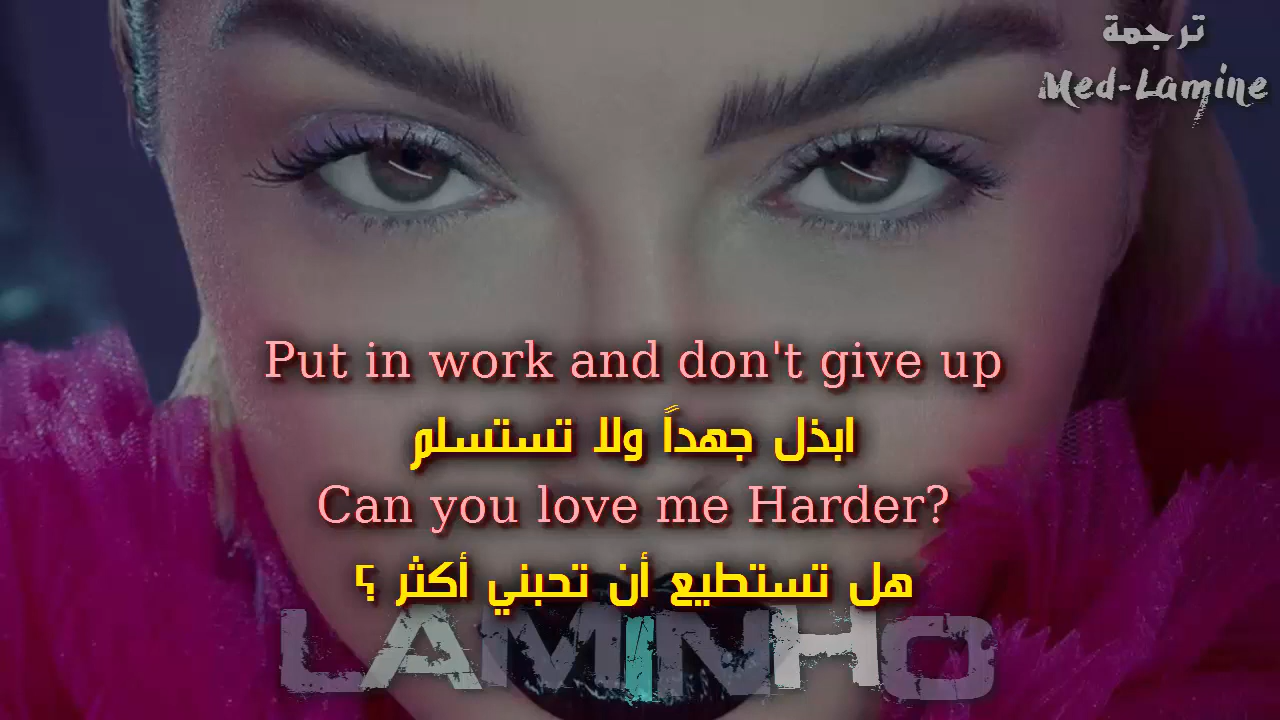 ترجمة
Med-Lamine
Put in work and don't give up
ابذل جهداً ولا تستسلم
Can you love me Harder?
هل تستطيع أن تحبني أكثر ؟
LAMINHO